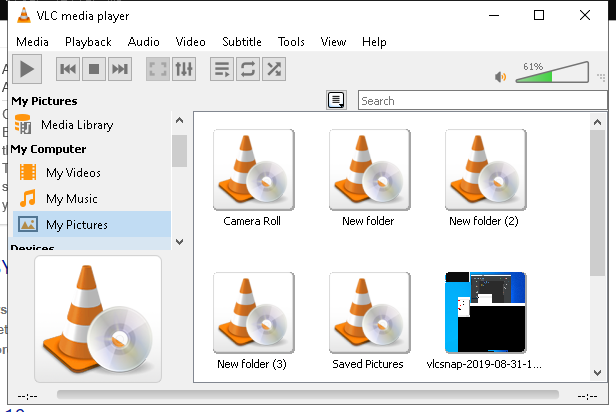 VLC media player
Media Playback Audio Video Subtitle Tools View Help
61%
My Pictures
Search
Media Library
My Computer
My Videos
My Music
My Pictures
Devices
Camera Roll
New folder
New folder (2)
New folder (3)
Saved Pictures
vlcsnap-2019-08-31-1...
--:--
--:--